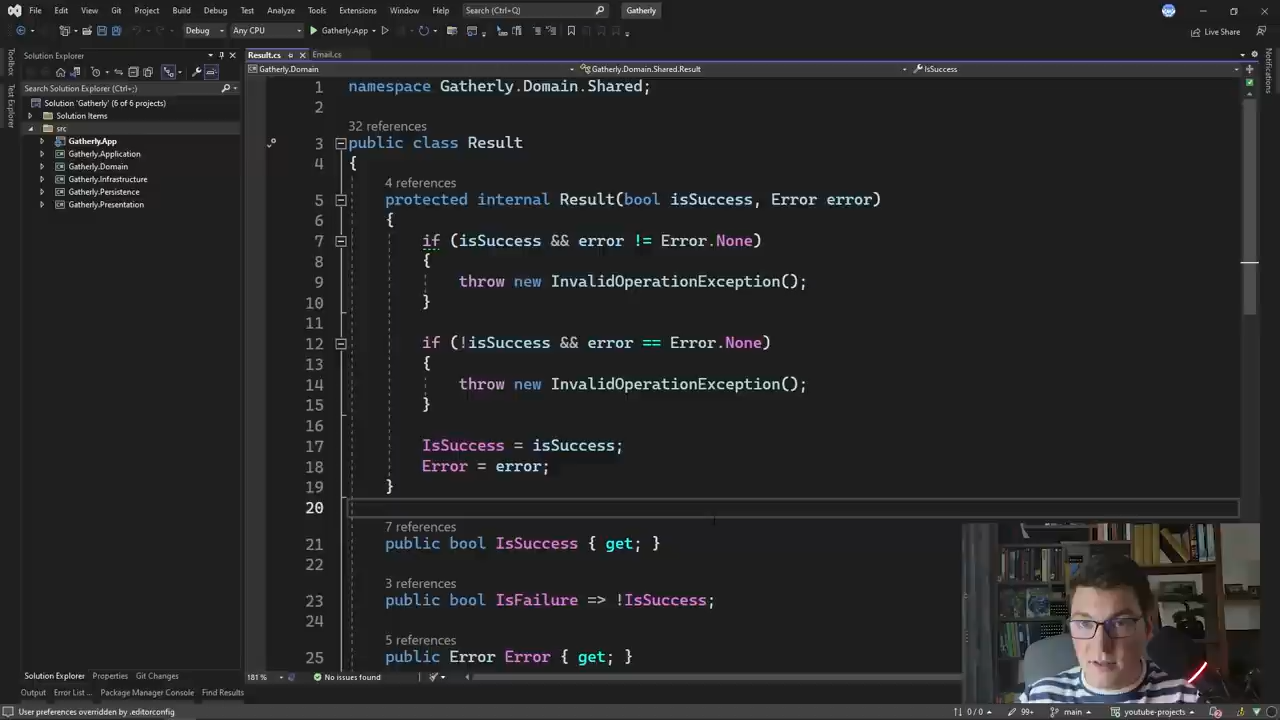 File Edit View Git Project Build Debug Test Analyze Tools Extensions Window Help Search (Ctrl+Q) Gatherly
Debug Any CPU Gatherly.App Live Share
Toolbox
Test Explorer
Notifications
Solution Explorer
Search Solution Explorer (Ctrl+;)
Solution 'Gatherly' (6 of 6 projects)
Solution Items
src
Gatherly.App
Gatherly.Application
Gatherly.Domain
Gatherly.Infrastructure
Gatherly.Persistence
Gatherly.Presentation
Result.cs Email.cs
Gatherly.Domain Gatherly.Domain.Shared.Result IsSuccess
1 namespace Gatherly.Domain.Shared;
2
32 references
3 public class Result
4 {
4 references
5 protected internal Result(bool isSuccess, Error error)
6 {
7 if (isSuccess && error != Error.None)
8 {
9 throw new InvalidOperationException();
10 }
11
12 if (!isSuccess && error == Error.None)
13 {
14 throw new InvalidOperationException();
15 }
16
17 IsSuccess = isSuccess;
18 Error = error;
19 }
20
7 references
21 public bool IsSuccess { get; }
22
3 references
23 public bool IsFailure => !IsSuccess;
24
5 references
25 public Error Error { get; }
Solution Explorer Properties Git Changes
181 % No issues found
Output Error List ... Package Manager Console Find Results
User preferences overridden by .editorconfig 0 / 0 99+ main youtube-projects